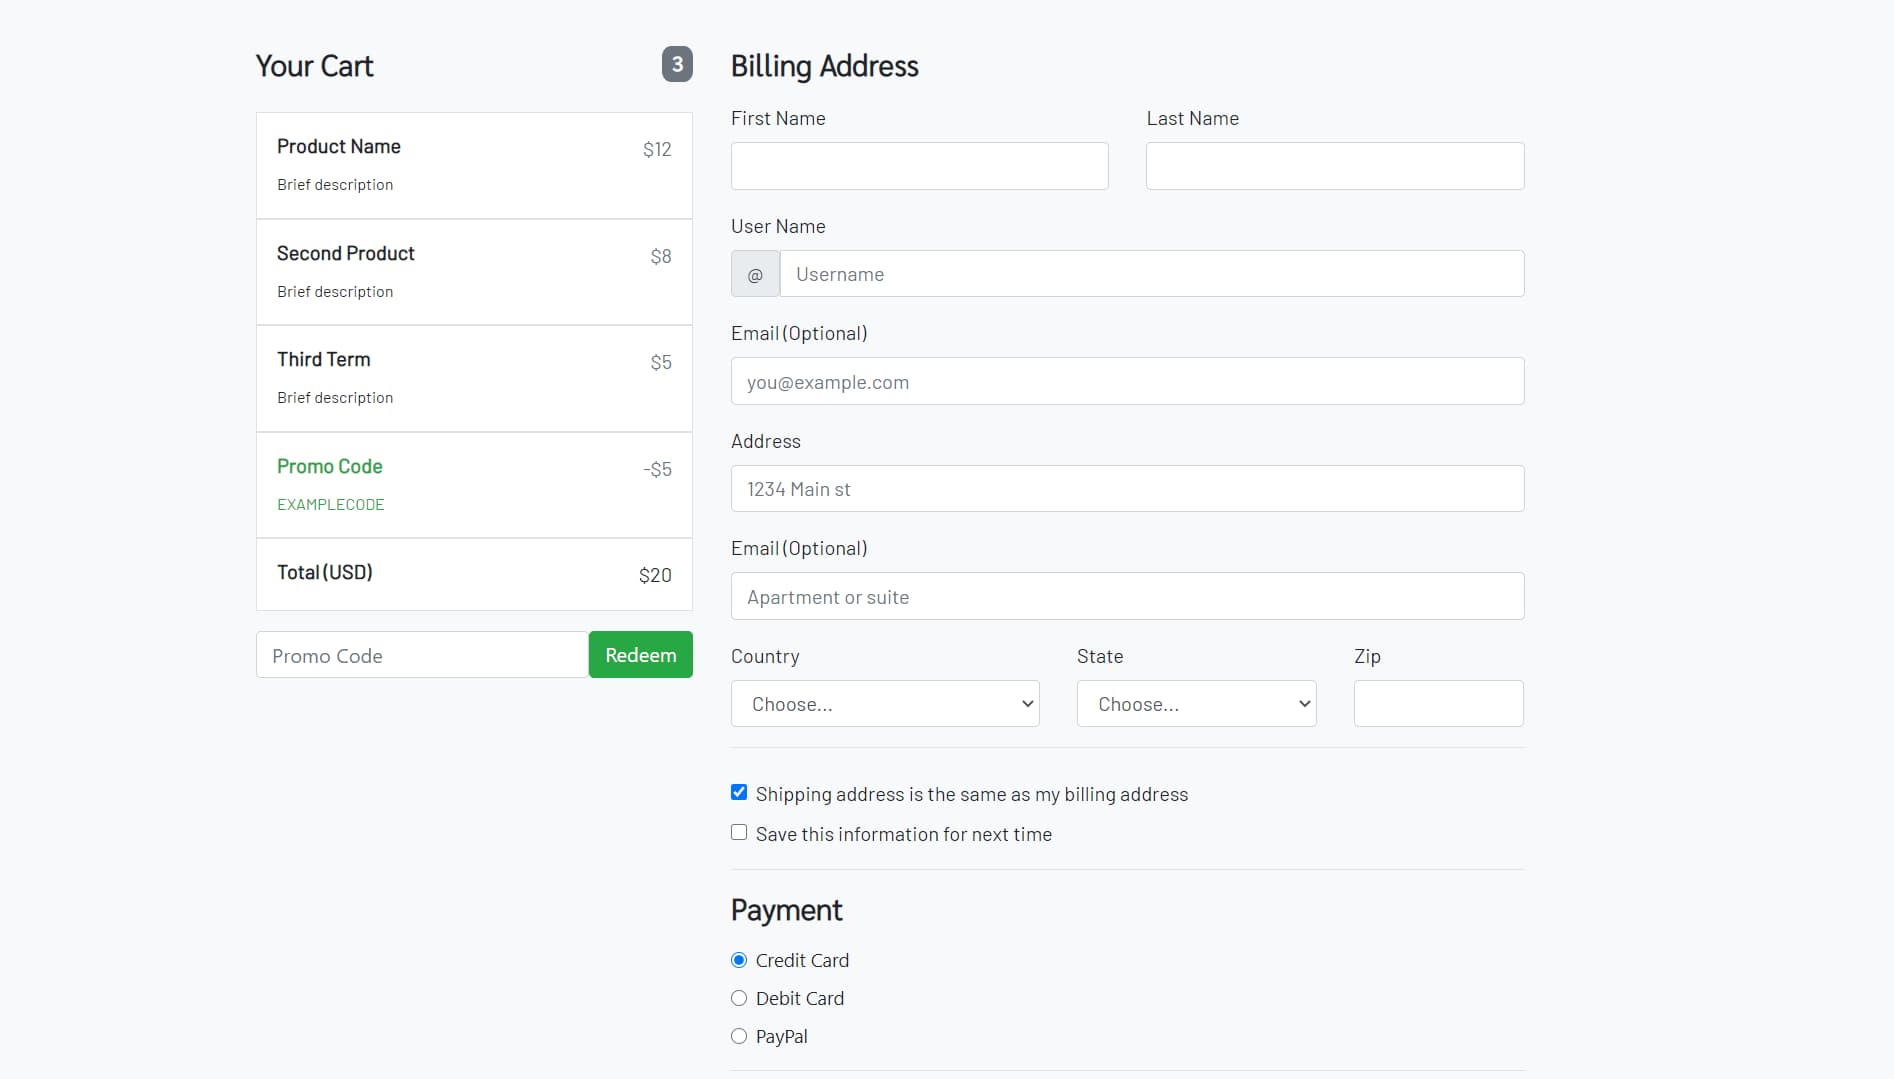 Your Cart 3
Product Name $12
Brief description
Second Product $8
Brief description
Third Term $5
Brief description
Promo Code -$5
EXAMPLECODE
Total (USD) $20
Promo Code Redeem
Billing Address
First Name Last Name
User Name
@ Username
Email (Optional)
you@example.com
Address
1234 Main st
Email (Optional)
Apartment or suite
Country State Zip
Choose... Choose...
Shipping address is the same as my billing address
Save this information for next time
Payment
Credit Card
Debit Card
PayPal